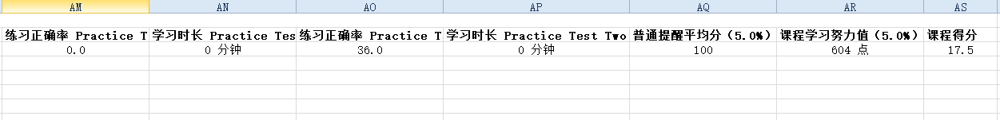 AM AN AO AP AQ AR AS
练习正确率 Practice T 学习时长 Practice Tes 练习正确率 Practice T 学习时长 Practice Test Two 普通提醒平均分（5.0%） 课程学习努力值（5.0%） 课程得分
0.0 0 分钟 36.0 0 分钟 100 604 点 17.5